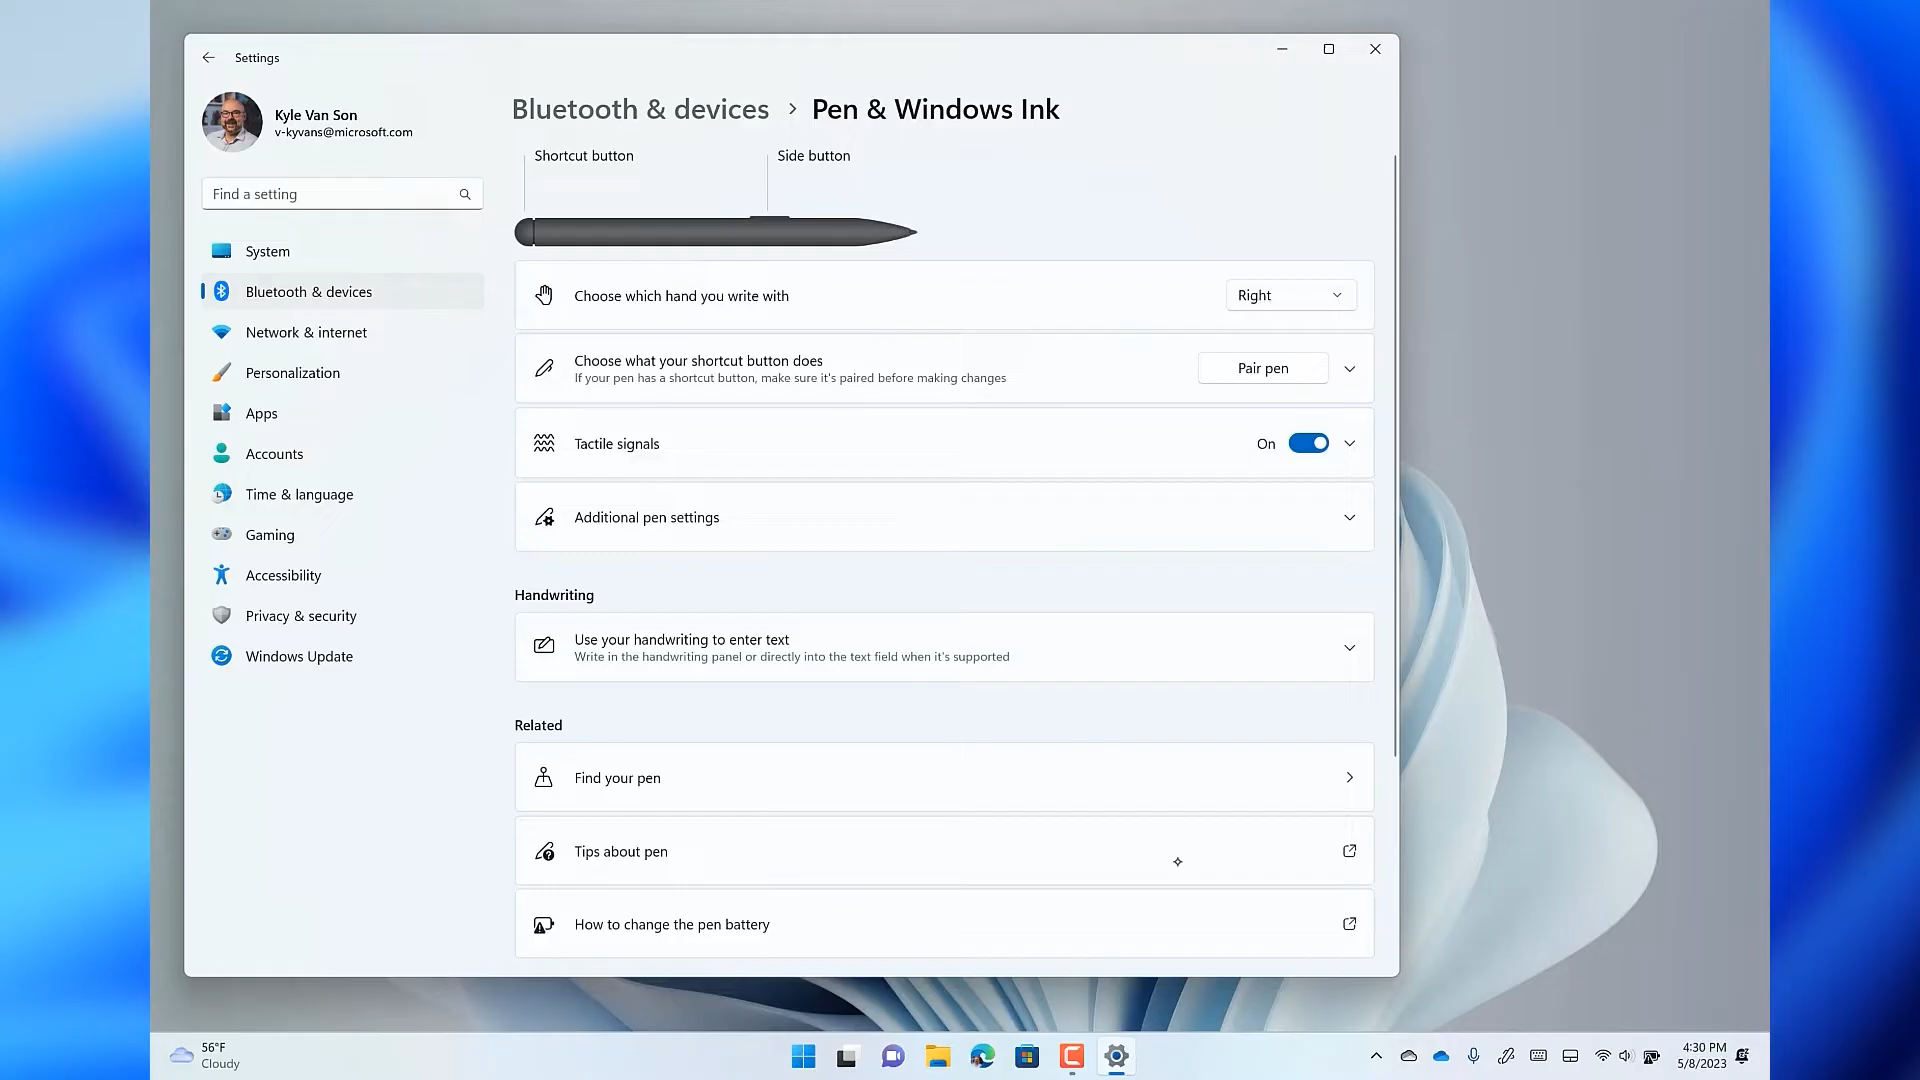 Settings
Kyle Van Son
v-kyvans@microsoft.com
Find a setting
System
Bluetooth & devices
Network & internet
Personalization
Apps
Accounts
Time & language
Gaming
Accessibility
Privacy & security
Windows Update
Bluetooth & devices > Pen & Windows Ink
Shortcut button
Side button
Choose which hand you write with
Right
Choose what your shortcut button does
If your pen has a shortcut button, make sure it's paired before making changes
Pair pen
Tactile signals
On
Additional pen settings
Handwriting
Use your handwriting to enter text
Write in the handwriting panel or directly into the text field when it's supported
Related
Find your pen
Tips about pen
How to change the pen battery
56°F
Cloudy
4:30 PM
5/8/2023